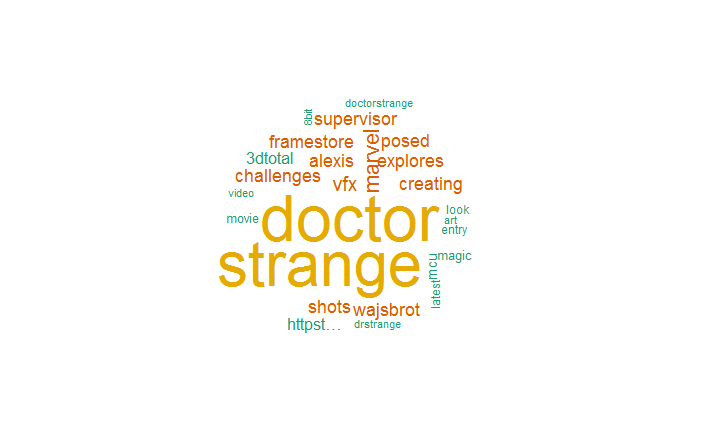 doctorstrange
8bit
supervisor
framestore
marvel
posed
3dtotal
alexis
explores
challenges
vfx
creating
video
movie
doctor
look
art
entry
strange
mcu
magic
latest
shots
wajsbrot
httpst…
drstrange